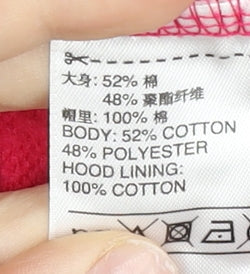 大身: 52% 棉
48% 聚酯纤维
帽里: 100% 棉
BODY: 52% COTTON
48% POLYESTER
HOOD LINING:
100% COTTON